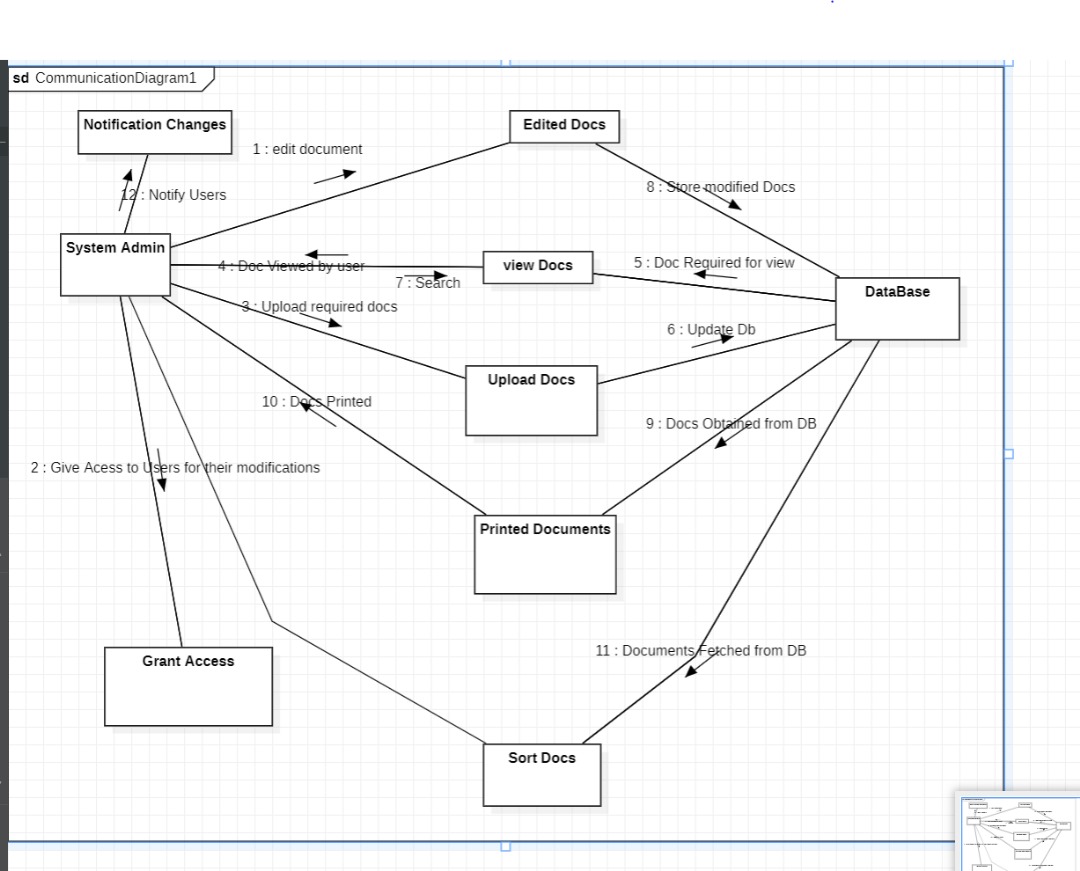 sd CommunicationDiagram1
Notification Changes
Edited Docs
1 : edit document
8 : Store modified Docs
12 : Notify Users
System Admin
view Docs
5 : Doc Required for view
4 : Doc Viewed by user
7 : Search
DataBase
3 : Upload required docs
6 : Update Db
Upload Docs
10 : Docs Printed
9 : Docs Obtained from DB
2 : Give Acess to Users for their modifications
Printed Documents
11 : Documents Fetched from DB
Grant Access
Sort Docs